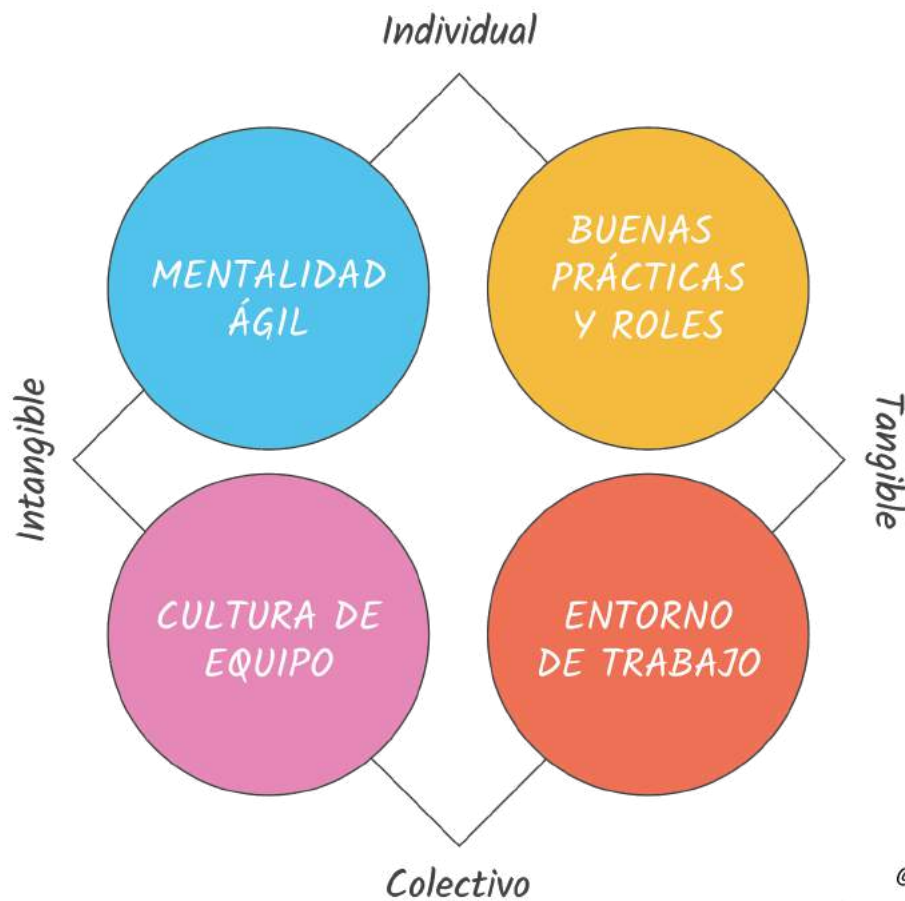 Individual
MENTALIDAD
ÁGIL
BUENAS
PRÁCTICAS
Y ROLES
Intangible
Tangible
CULTURA DE
EQUIPO
ENTORNO
DE TRABAJO
Colectivo
@